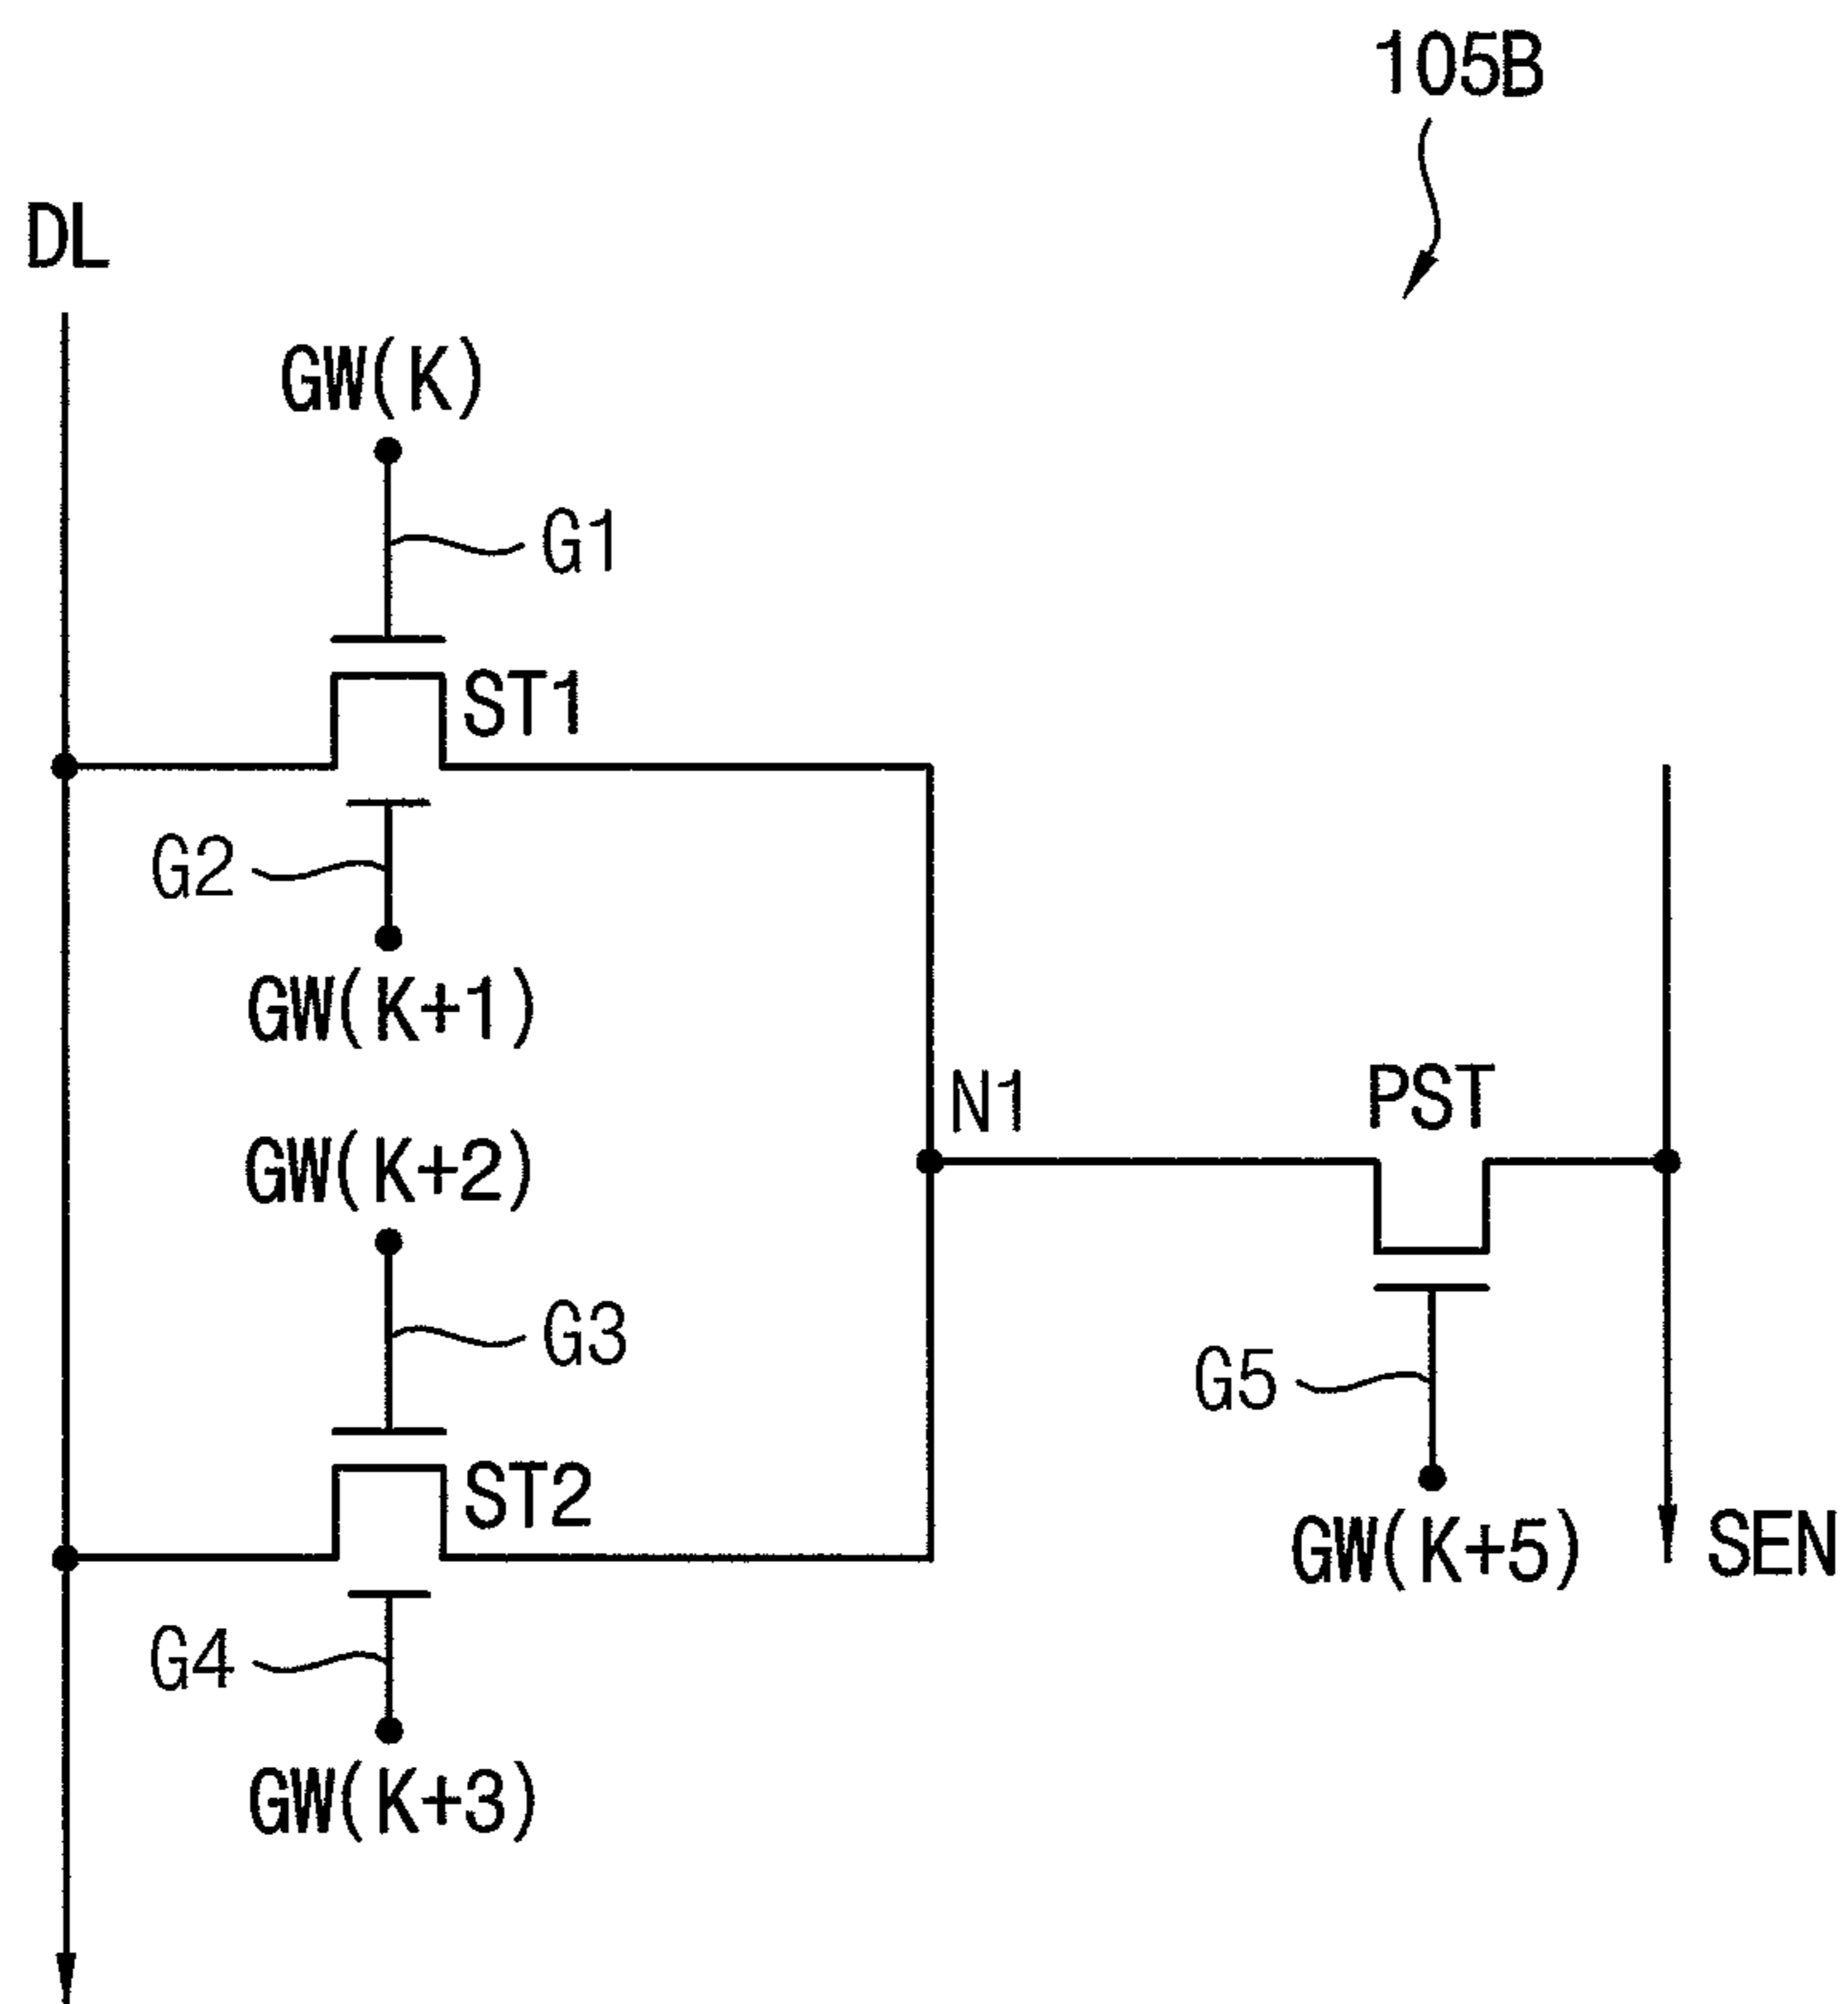 105B
DL
GW(K)
G1
ST1
G2
GW(K+1)
N1
PST
GW(K+2)
G3
G5
ST2
GW(K+5)
SEN
G4
GW(K+3)